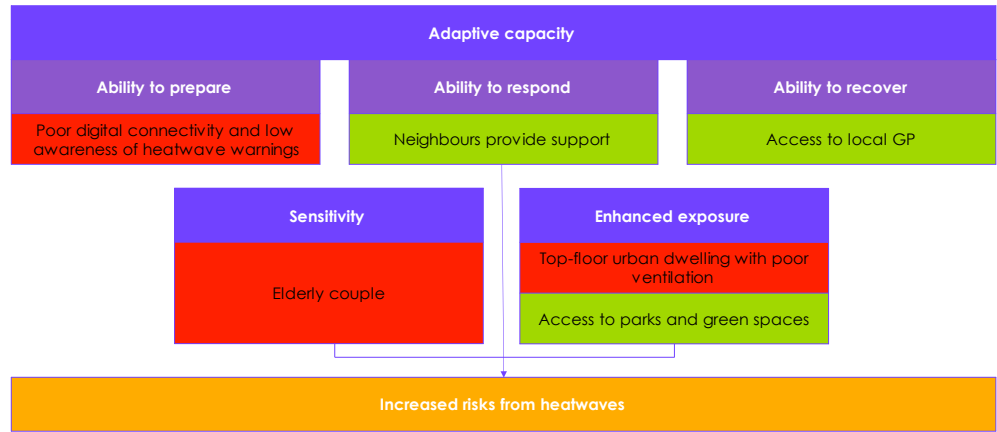 Adaptive capacity
Ability to prepare
Ability to respond
Ability to recover
Poor digital connectivity and low
awareness of heatwave warnings
Neighbours provide support
Access to local GP
Sensitivity
Enhanced exposure
Elderly couple
Top-floor urban dwelling with poor
ventilation
Access to parks and green spaces
Increased risks from heatwaves